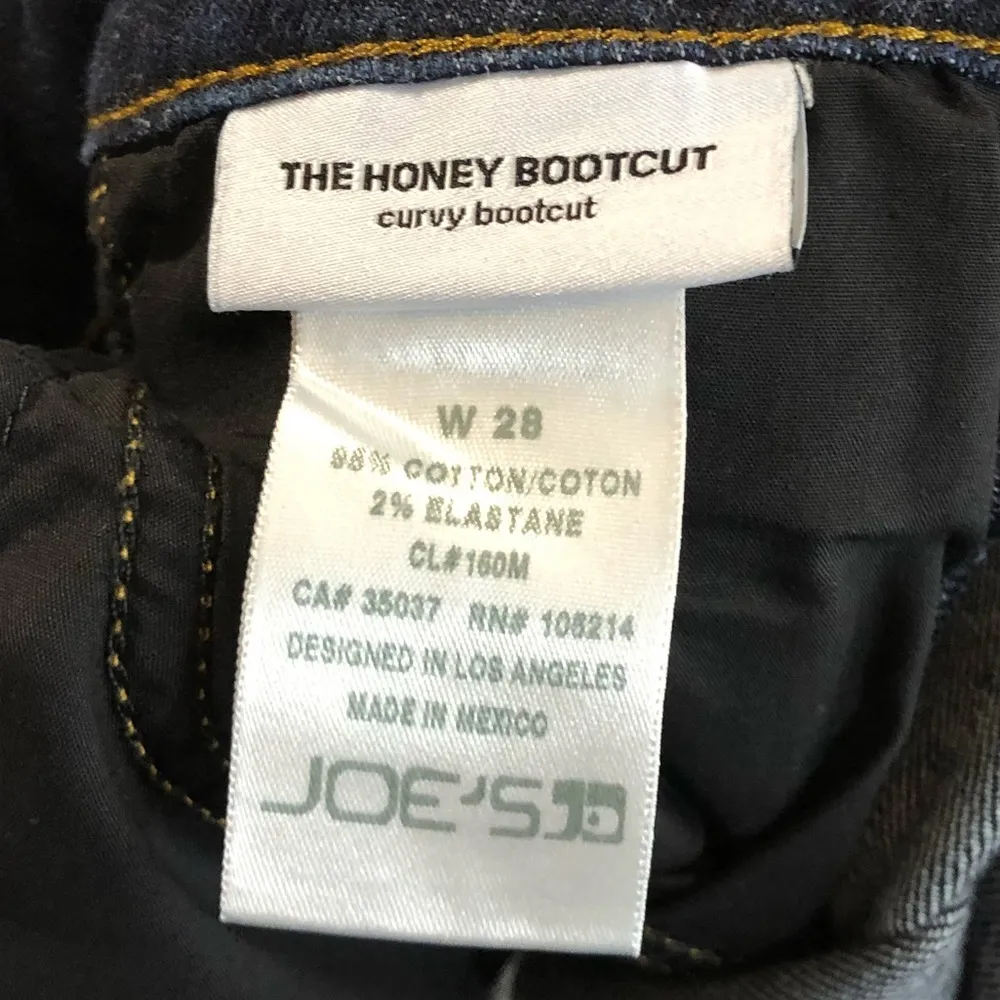 THE HONEY BOOTCUT
curvy bootcut
W 28
98% COTTON/COTON
2% ELASTANE
CL#160M
CA# 35037 RN# 106214
DESIGNED IN LOS ANGELES
MADE IN MEXICO
JOE'S